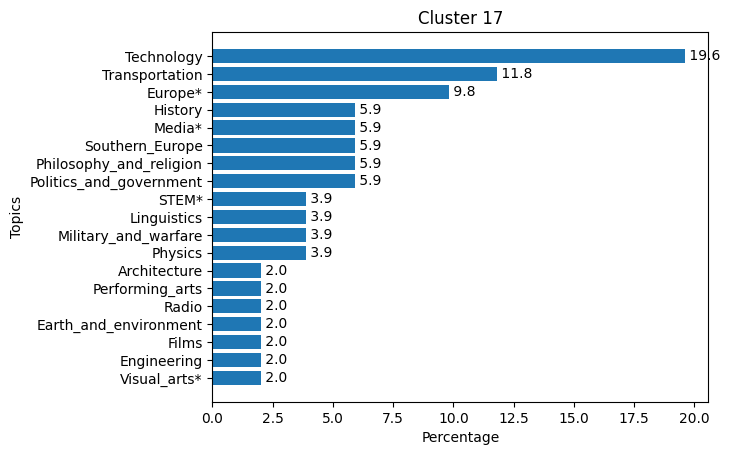 Cluster 17
Topics
Technology 19.6
Transportation 11.8
Europe* 9.8
History 5.9
Media* 5.9
Southern_Europe 5.9
Philosophy_and_religion 5.9
Politics_and_government 5.9
STEM* 3.9
Linguistics 3.9
Military_and_warfare 3.9
Physics 3.9
Architecture 2.0
Performing_arts 2.0
Radio 2.0
Earth_and_environment 2.0
Films 2.0
Engineering 2.0
Visual_arts* 2.0
0.0 2.5 5.0 7.5 10.0 12.5 15.0 17.5 20.0
Percentage